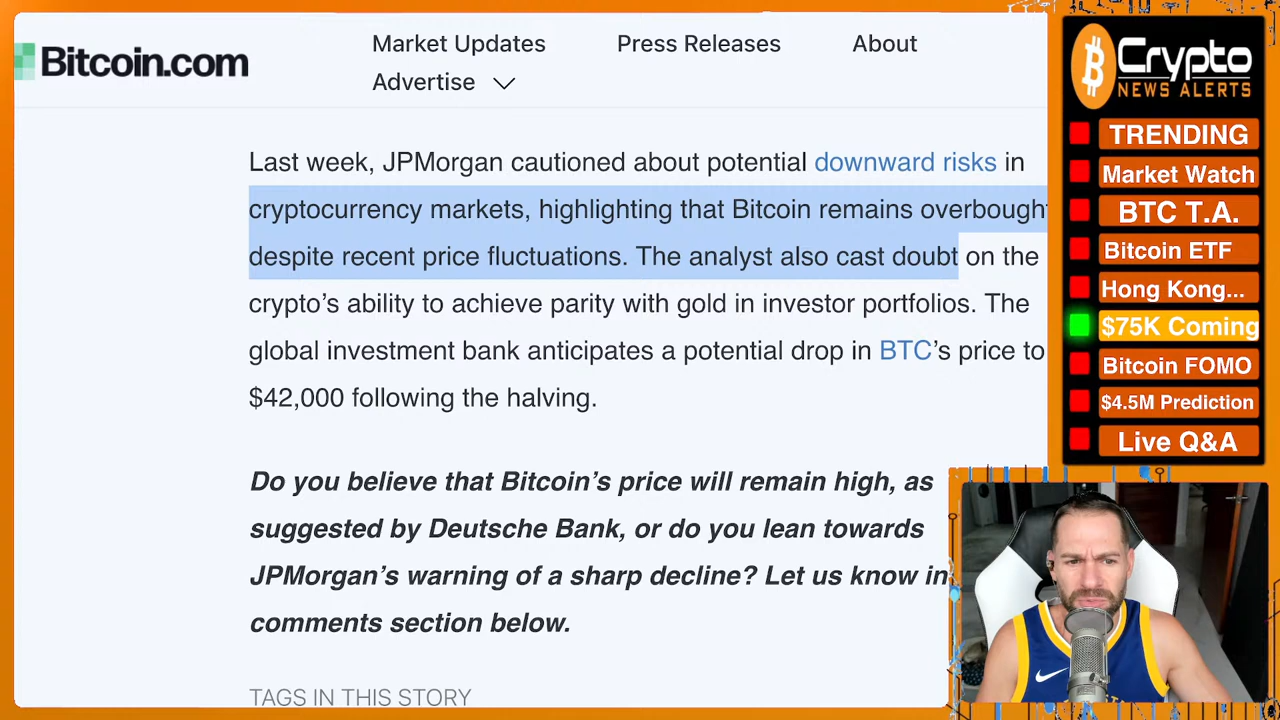 Bitcoin.com
Market Updates
Press Releases
About
Advertise
Last week, JPMorgan cautioned about potential downward risks in
cryptocurrency markets, highlighting that Bitcoin remains overbought
despite recent price fluctuations. The analyst also cast doubt on the
crypto’s ability to achieve parity with gold in investor portfolios. The
global investment bank anticipates a potential drop in BTC’s price to
$42,000 following the halving.
Do you believe that Bitcoin’s price will remain high, as
suggested by Deutsche Bank, or do you lean towards
JPMorgan’s warning of a sharp decline? Let us know in
comments section below.
TAGS IN THIS STORY
Crypto
NEWS ALERTS
TRENDING
Market Watch
BTC T.A.
Bitcoin ETF
Hong Kong...
$75K Coming
Bitcoin FOMO
$4.5M Prediction
Live Q&A